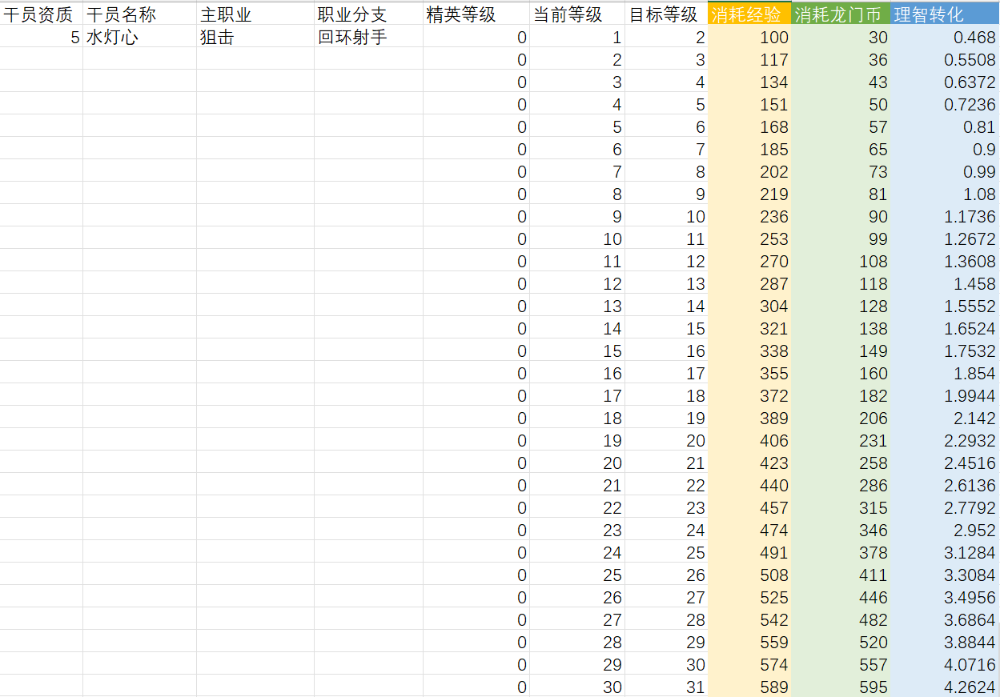 干员资质 干员名称 主职业 职业分支 精英等级 当前等级 目标等级 消耗经验 消耗龙门币 理智转化
5 水灯心 狙击 回环射手 0 1 2 100 30 0.468
0 2 3 117 36 0.5508
0 3 4 134 43 0.6372
0 4 5 151 50 0.7236
0 5 6 168 57 0.81
0 6 7 185 65 0.9
0 7 8 202 73 0.99
0 8 9 219 81 1.08
0 9 10 236 90 1.1736
0 10 11 253 99 1.2672
0 11 12 270 108 1.3608
0 12 13 287 118 1.458
0 13 14 304 128 1.5552
0 14 15 321 138 1.6524
0 15 16 338 149 1.7532
0 16 17 355 160 1.854
0 17 18 372 182 1.9944
0 18 19 389 206 2.142
0 19 20 406 231 2.2932
0 20 21 423 258 2.4516
0 21 22 440 286 2.6136
0 22 23 457 315 2.7792
0 23 24 474 346 2.952
0 24 25 491 378 3.1284
0 25 26 508 411 3.3084
0 26 27 525 446 3.4956
0 27 28 542 482 3.6864
0 28 29 559 520 3.8844
0 29 30 574 557 4.0716
0 30 31 589 595 4.2624